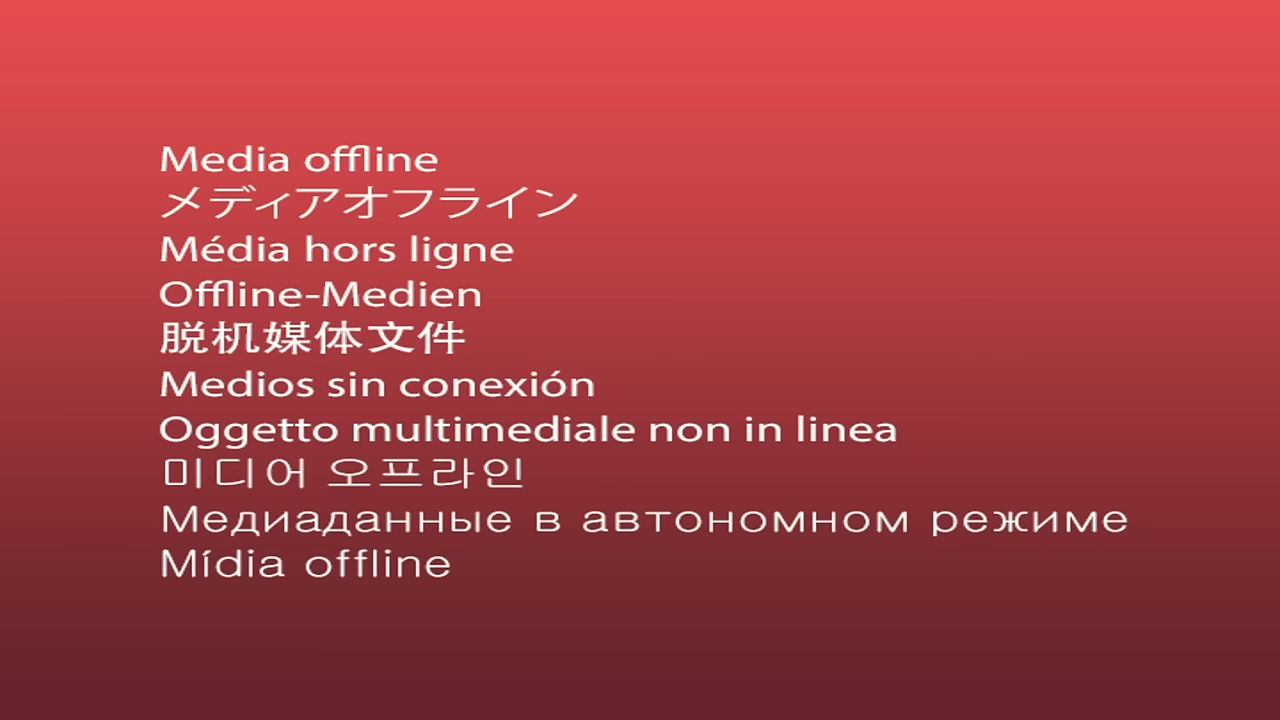 Media offline
メディアオフライン
Média hors ligne
Offline-Medien
脱机媒体文件
Medios sin conexión
Oggetto multimediale non in linea
미디어 오프라인
Медиаданные в автономном режиме
Mídia offline